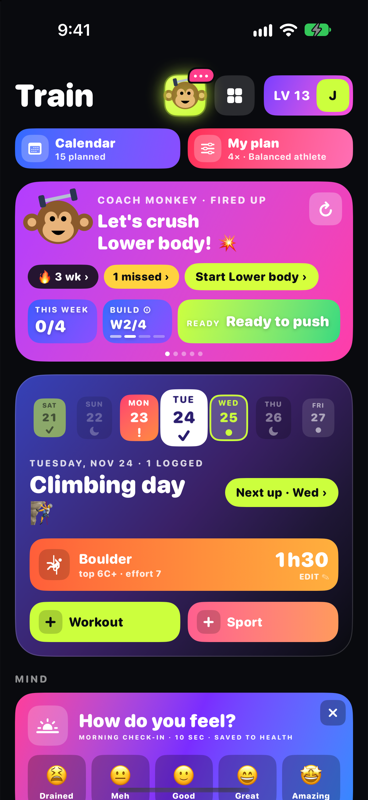 9:41
Train
LV 13 J
Calendar
15 planned
My plan
4× · Balanced athlete
COACH MONKEY · FIRED UP
Let's crush
Lower body! 💥
🔥 3 wk ›
1 missed ›
Start Lower body ›
THIS WEEK
0/4
BUILD
W2/4
READY Ready to push
SAT
21
SUN
22
MON
23
!
TUE
24
WED
25
THU
26
FRI
27
TUESDAY, NOV 24 · 1 LOGGED
Climbing day
Next up · Wed ›
Boulder
top 6C+ · effort 7
1h30
EDIT
Workout
Sport
MIND
How do you feel?
MORNING CHECK-IN · 10 SEC · SAVED TO HEALTH
Drained
Meh
Good
Great
Amazing